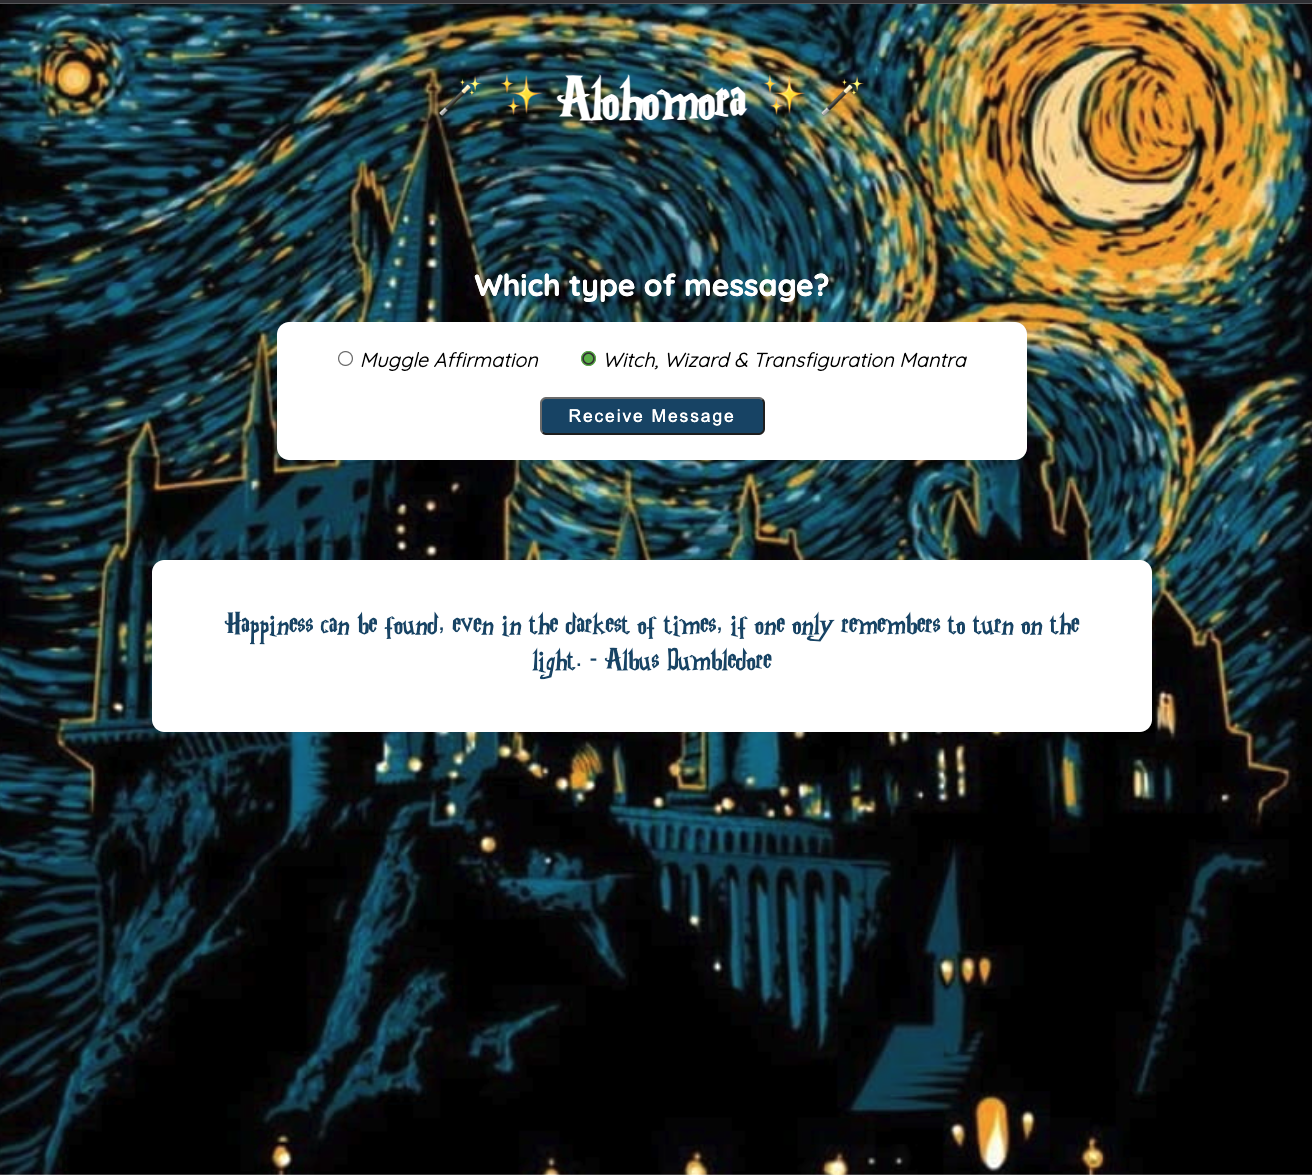 Alohomora
Which type of message?
Muggle Affirmation
Witch, Wizard & Transfiguration Mantra
Receive Message
Happiness can be found, even in the darkest of times, if one only remembers to turn on the
light. - Albus Dumbledore